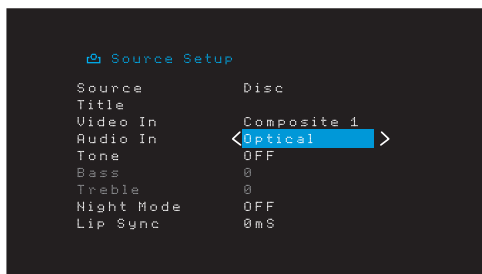 Source Setup
Source Disc
Title
Video In Composite 1
Audio In < Optical >
Tone OFF
Bass 0
Treble 0
Night Mode OFF
Lip Sync 0mS